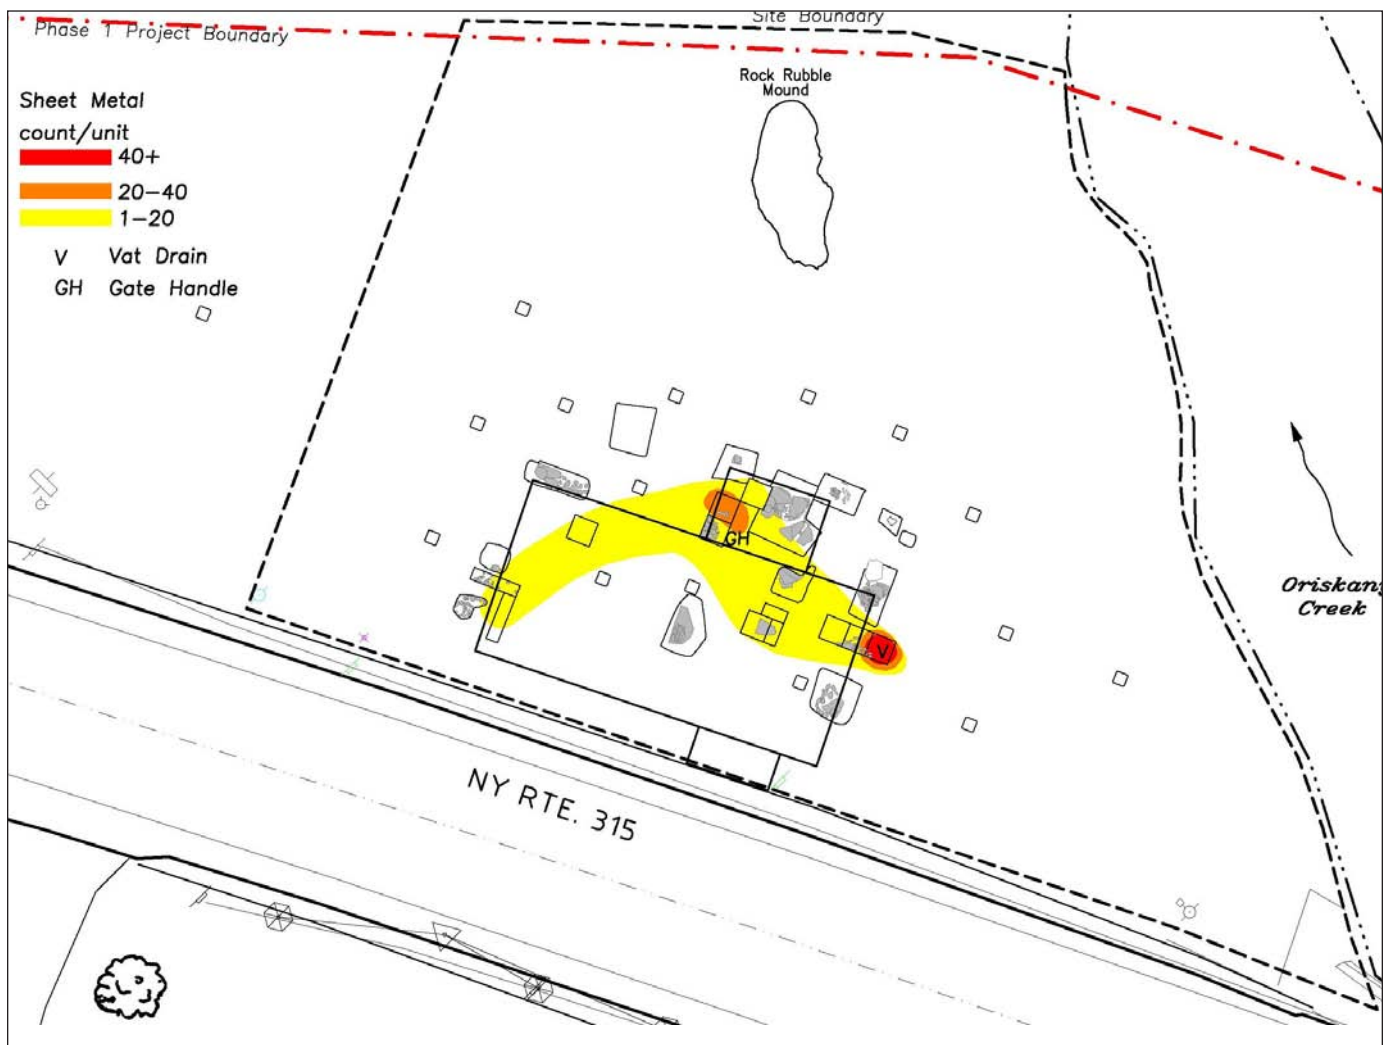 Site Boundary
Phase 1 Project Boundary
Rock Rubble
Mound
Sheet Metal
count/unit
40+
20-40
1-20
V Vat Drain
GH Gate Handle
GH
V
Oriskany
Creek
NY RTE. 315